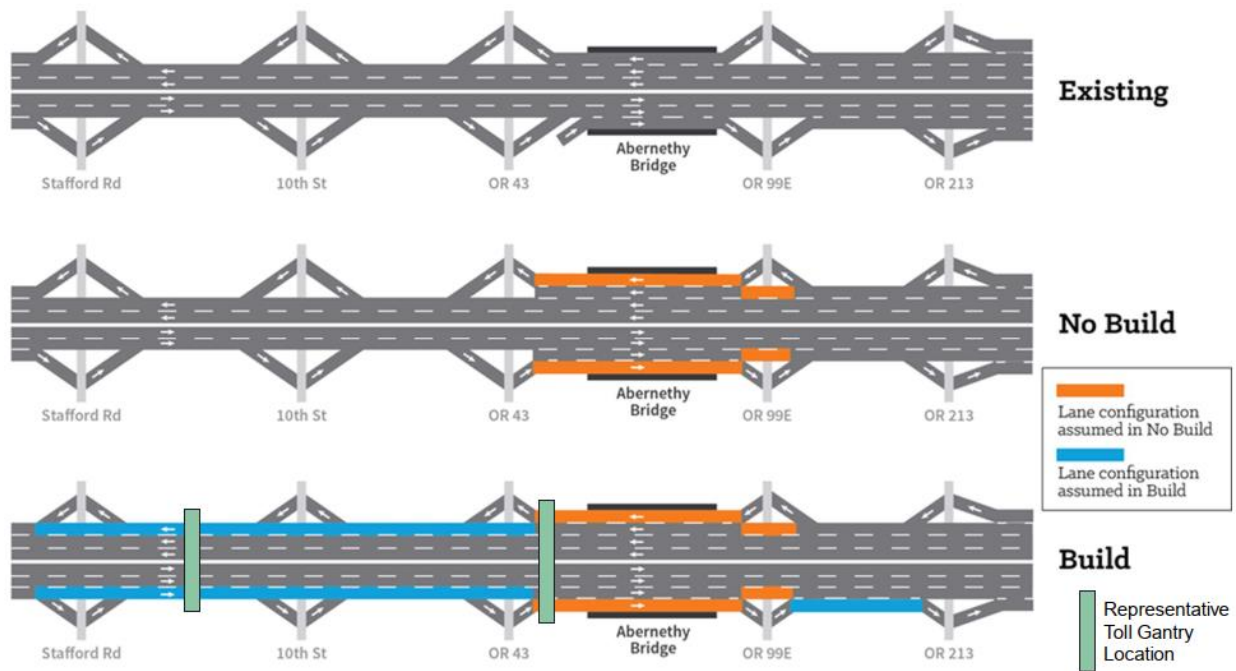 Existing
Abernethy
Bridge
Stafford Rd
10th St
OR 43
OR 99E
OR 213
No Build
Abernethy
Bridge
Stafford Rd
10th St
OR 43
OR 99E
OR 213
Lane configuration
assumed in No Build
Lane configuration
assumed in Build
Build
Abernethy
Bridge
Stafford Rd
10th St
OR 43
OR 99E
OR 213
Representative
Toll Gantry
Location